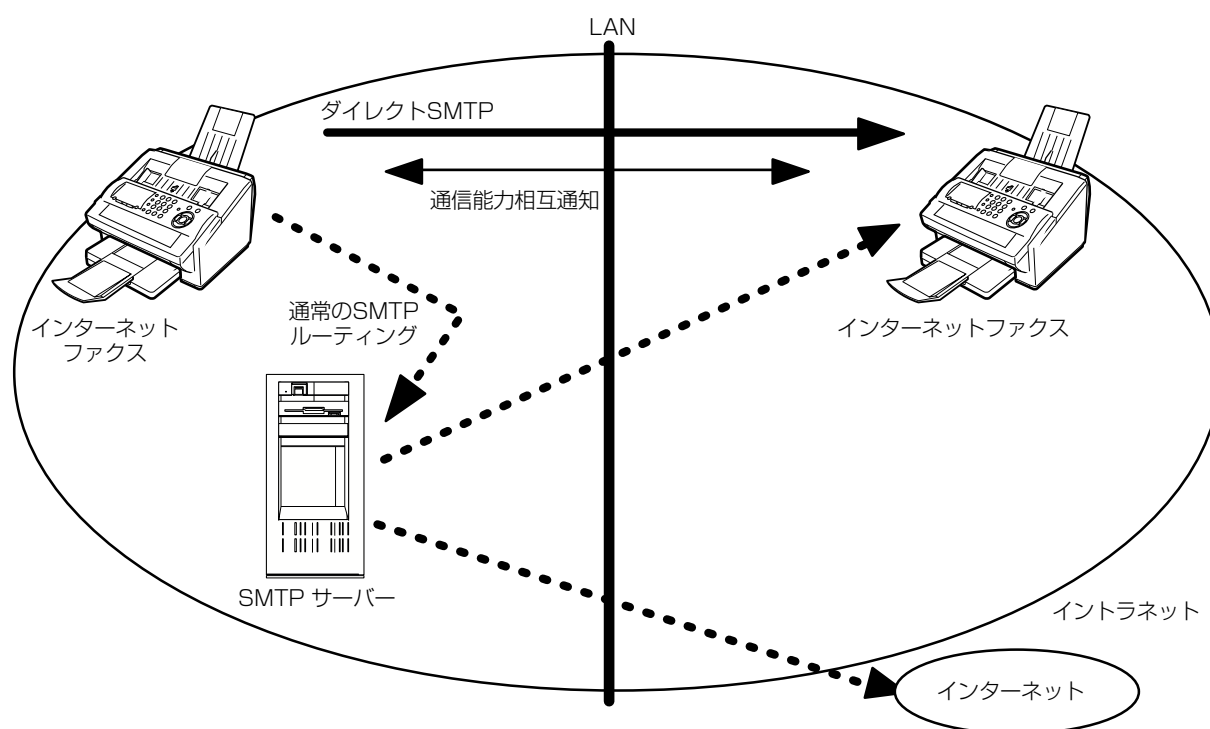 LAN
ダイレクトSMTP
通信能力相互通知
通常のSMTP
ルーティング
インターネット
ファクス
インターネットファクス
SMTP サーバー
イントラネット
インターネット